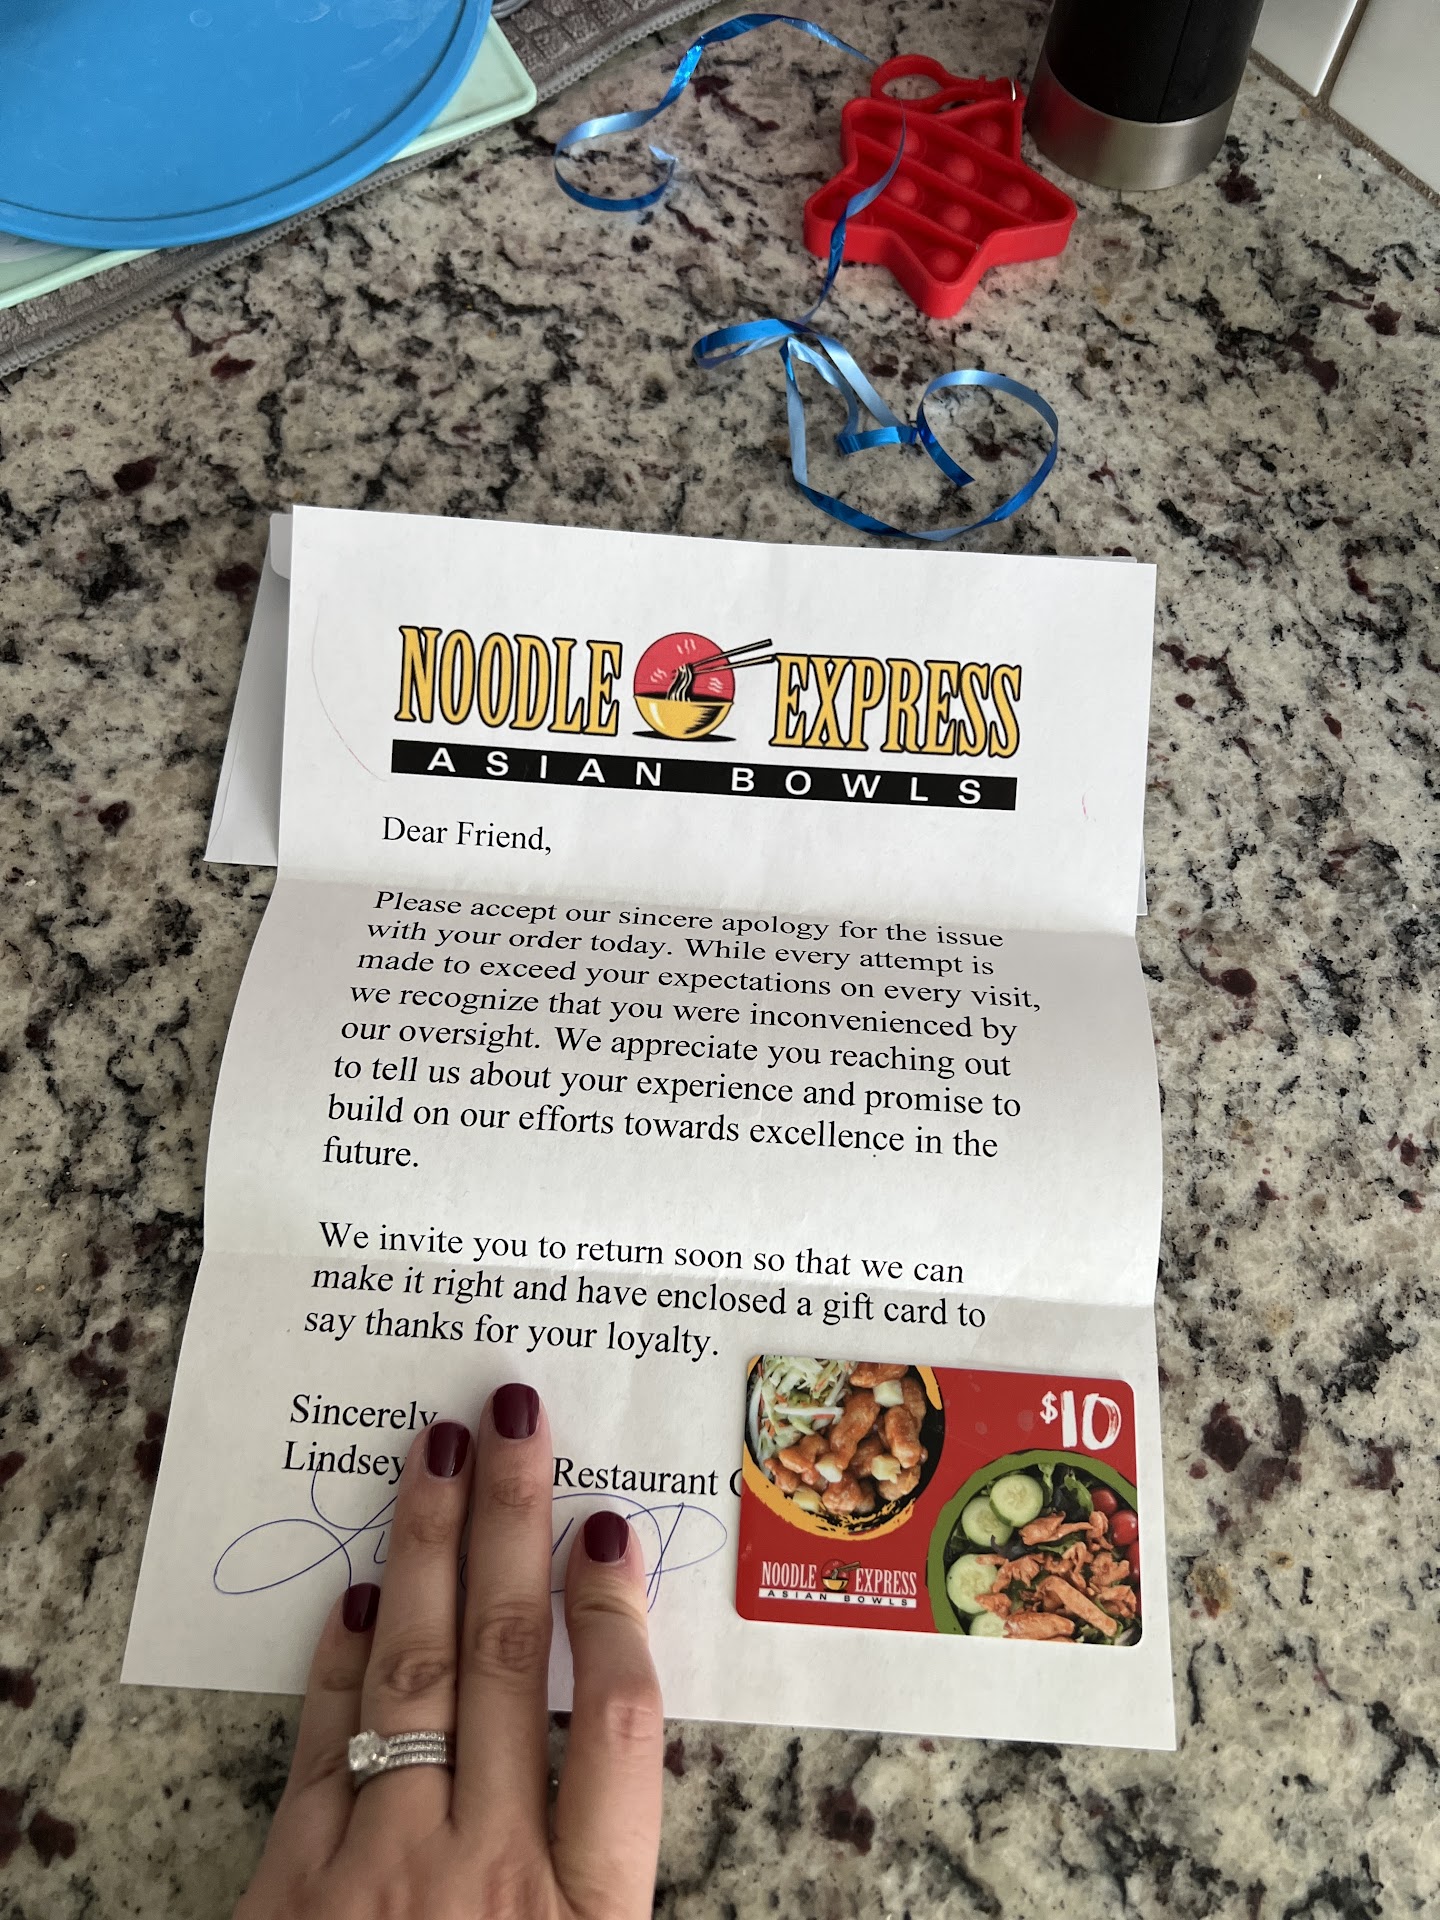 NOODLE EXPRESS
ASIAN BOWLS
Dear Friend,
Please accept our sincere apology for the issue
with your order today. While every attempt is
made to exceed your expectations on every visit,
we recognize that you were inconvenienced by
our oversight. We appreciate you reaching out
to tell us about your experience and promise to
build on our efforts towards excellence in the
future.
We invite you to return soon so that we can
make it right and have enclosed a gift card to
say thanks for your loyalty.
Sincerely
Lindsey Restaurant
$10
NOODLE EXPRESS
ASIAN BOWLS